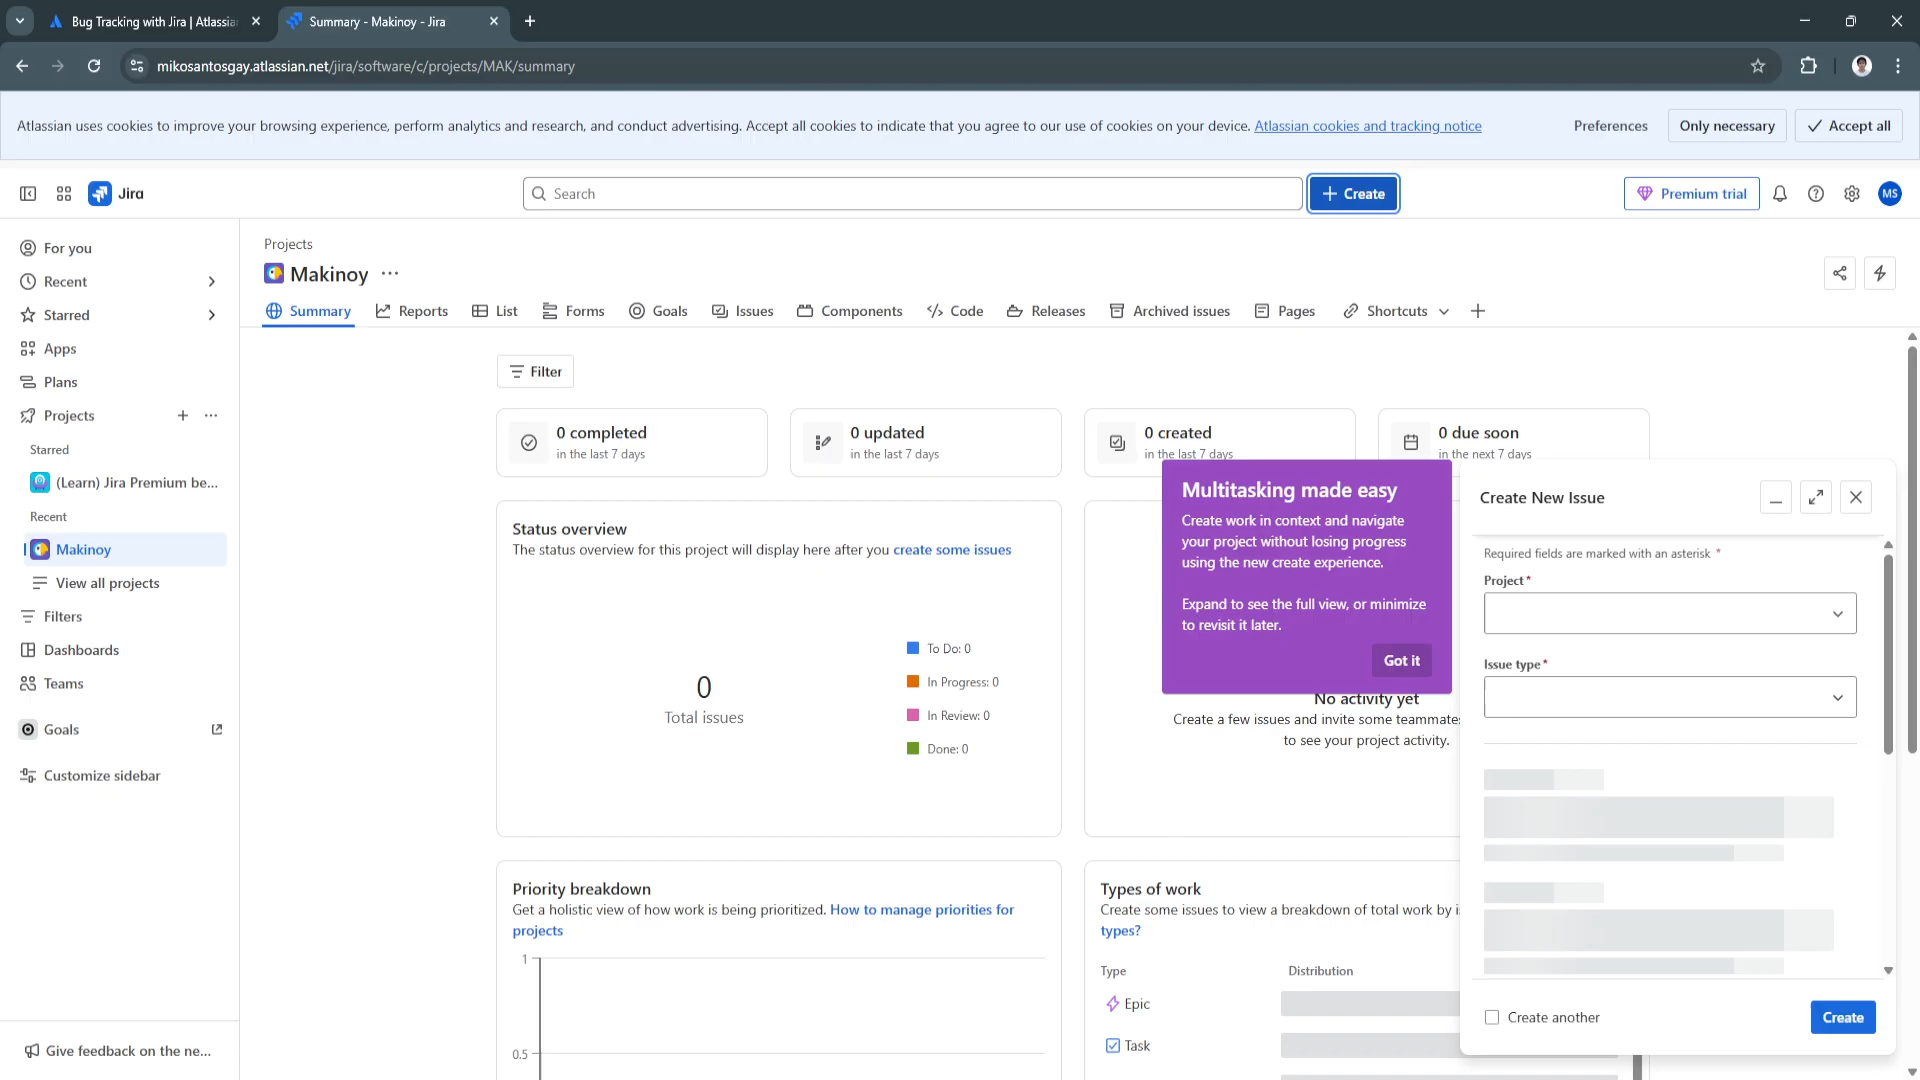 Bug Tracking with Jira | Atlassian
Summary - Makinoy - Jira
mikosantosgay.atlassian.net/jira/software/c/projects/MAK/summary
Atlassian uses cookies to improve your browsing experience, perform analytics and research, and conduct advertising. Accept all cookies to indicate that you agree to our use of cookies on your device. Atlassian cookies and tracking notice
Preferences
Only necessary
Accept all
Jira
Search
Create
Premium trial
MS
For you
Recent
Starred
Apps
Plans
Projects
Starred
(Learn) Jira Premium be...
Recent
Makinoy
View all projects
Filters
Dashboards
Teams
Goals
Customize sidebar
Give feedback on the ne...
Projects
Makinoy
Summary
Reports
List
Forms
Goals
Issues
Components
Code
Releases
Archived issues
Pages
Shortcuts
Filter
0 completed
in the last 7 days
0 updated
in the last 7 days
0 created
in the last 7 days
0 due soon
in the next 7 days
Status overview
The status overview for this project will display here after you create some issues
0
Total issues
To Do: 0
In Progress: 0
In Review: 0
Done: 0
Multitasking made easy
Create work in context and navigate
your project without losing progress
using the new create experience.
Expand to see the full view, or minimize
to revisit it later.
Got it
No activity yet
Create a few issues and invite some teammates
to see your project activity.
Priority breakdown
Get a holistic view of how work is being prioritized. How to manage priorities for
projects
1
0.5
Types of work
Create some issues to view a breakdown of total work by
types?
Type
Distribution
Epic
Task
Create New Issue
Required fields are marked with an asterisk *
Project *
Issue type *
Create another
Create